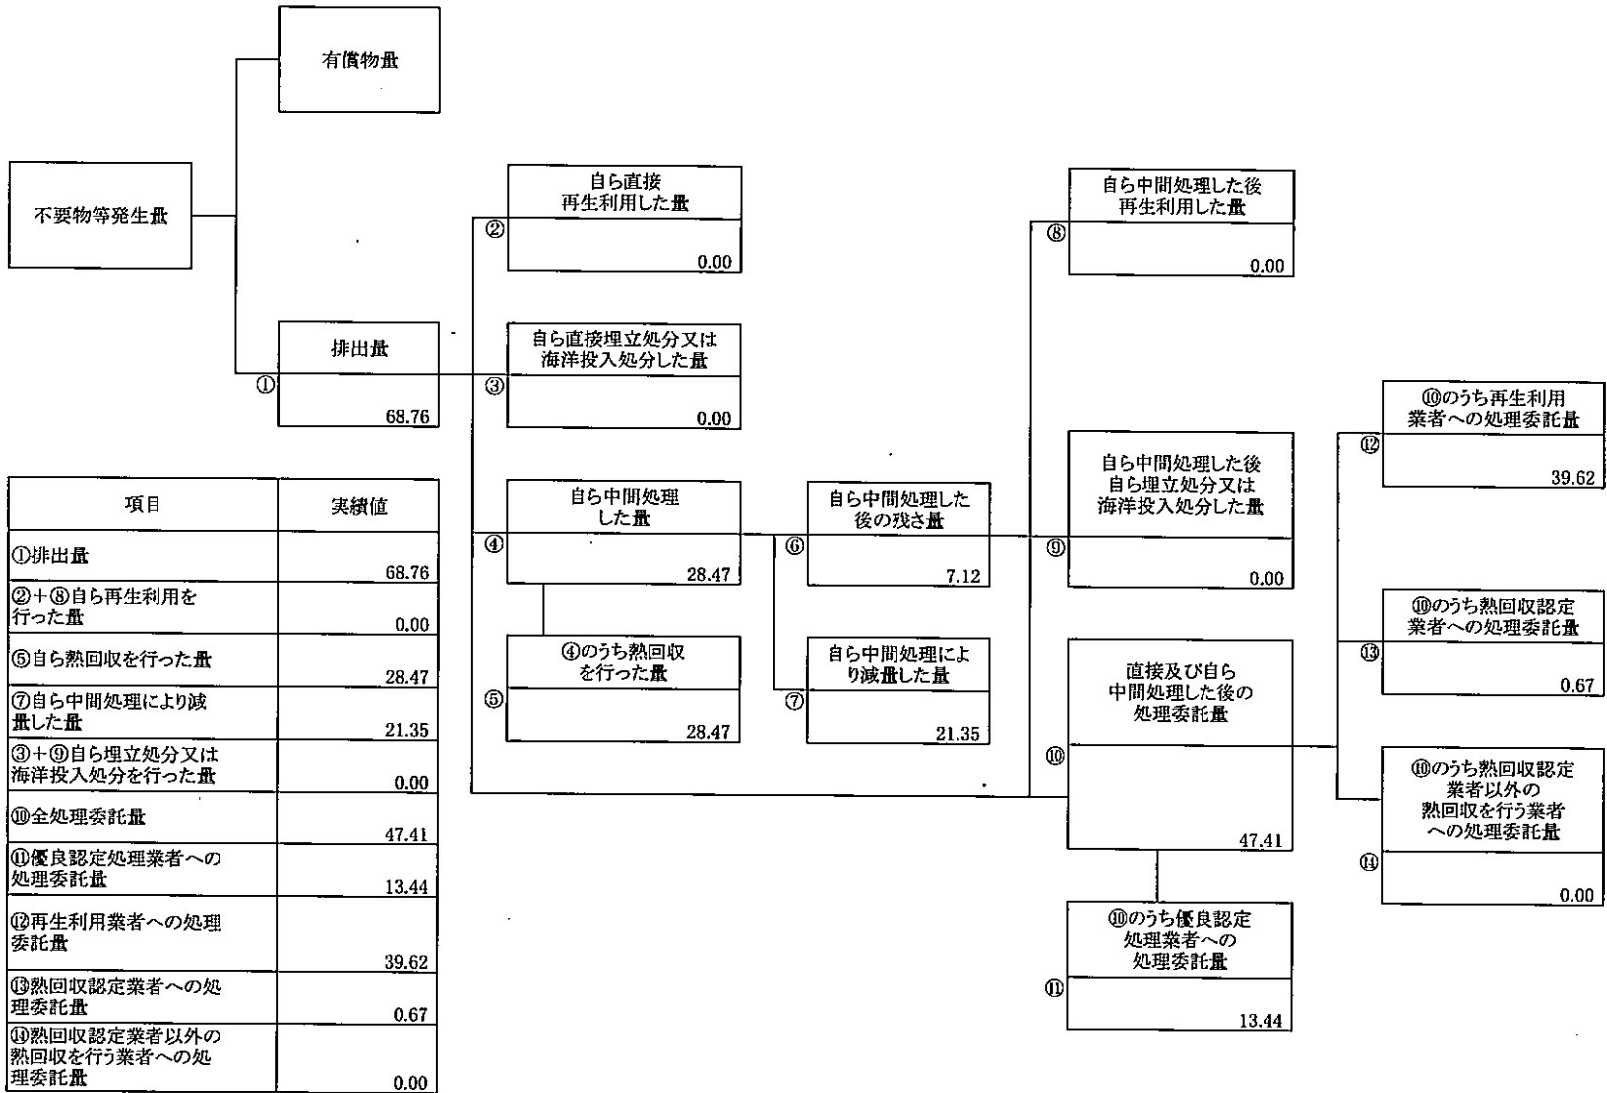 有償物量
不要物等発生量
排出量
①
68.76
自ら直接
再生利用した量
②
0.00
自ら直接埋立処分又は
海洋投入処分した量
③
0.00
自ら中間処理
した量
④
28.47
④のうち熱回収
を行った量
⑤
28.47
自ら中間処理した
後の残さ量
⑥
7.12
自ら中間処理によ
り減量した量
⑦
21.35
自ら中間処理した後
再生利用した量
⑧
0.00
自ら中間処理した後
自ら埋立処分又は
海洋投入処分した量
⑨
0.00
直接及び自ら
中間処理した後の
処理委託量
⑩
47.41
⑩のうち優良認定
処理業者への
処理委託量
⑪
13.44
⑩のうち再生利用
業者への処理委託量
⑫
39.62
⑩のうち熱回収認定
業者への処理委託量
⑬
0.67
⑩のうち熱回収認定
業者以外の
熱回収を行う業者
への処理委託量
⑭
0.00
項目 実績値
①排出量
68.76
②+⑧自ら再生利用を
行った量
0.00
⑤自ら熱回収を行った量
28.47
⑦自ら中間処理により減
量した量
21.35
③+⑨自ら埋立処分又は
海洋投入処分を行った量
0.00
⑩全処理委託量
47.41
⑪優良認定処理業者への
処理委託量
13.44
⑫再生利用業者への処理
委託量
39.62
⑬熱回収認定業者への処
理委託量
0.67
⑭熱回収認定業者以外の
熱回収を行う業者への処
理委託量
0.00